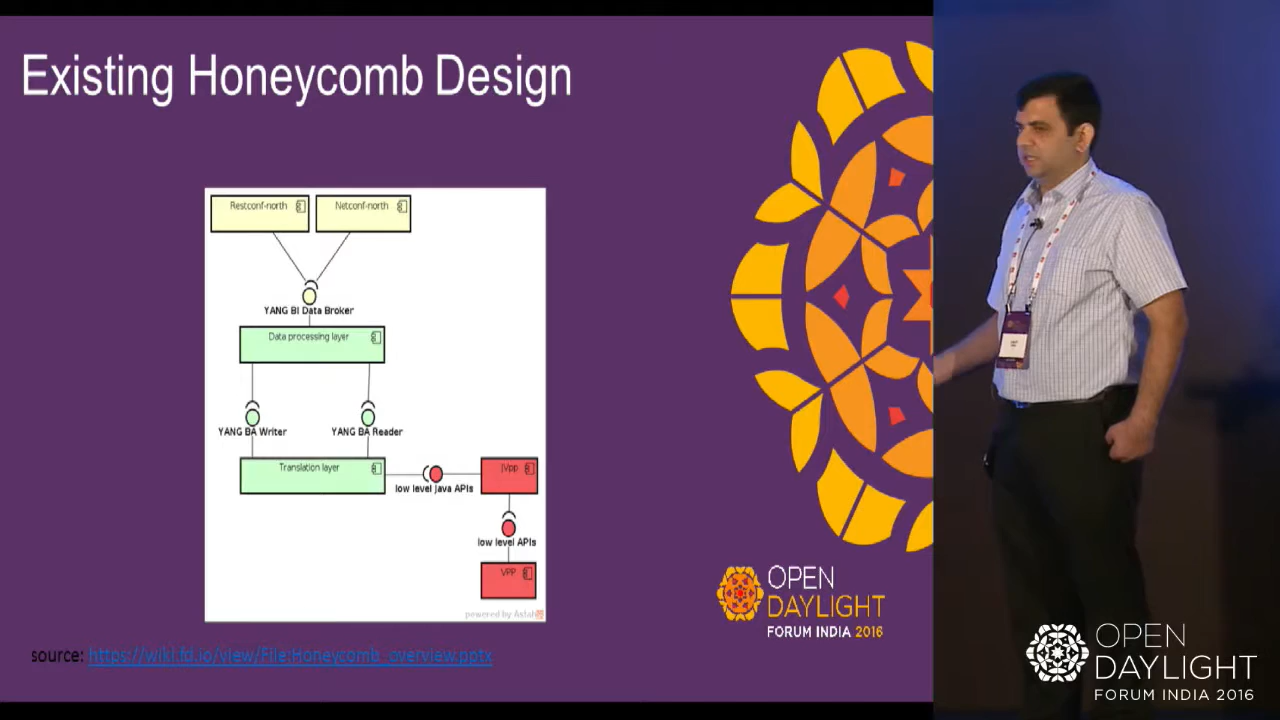 Existing Honeycomb Design
Restconf-north
Netconf-north
YANG BI Data Broker
Data processing layer
YANG BA Writer
YANG BA Reader
Translation layer
low level Java APIs
JVpp
low level APIs
VPP
powered by Astah
source: https://wiki.fd.io/view/File:Honeycomb_overview.pptx
OPEN
DAYLIGHT
FORUM INDIA 2016
OPEN
DAYLIGHT
FORUM INDIA 2016